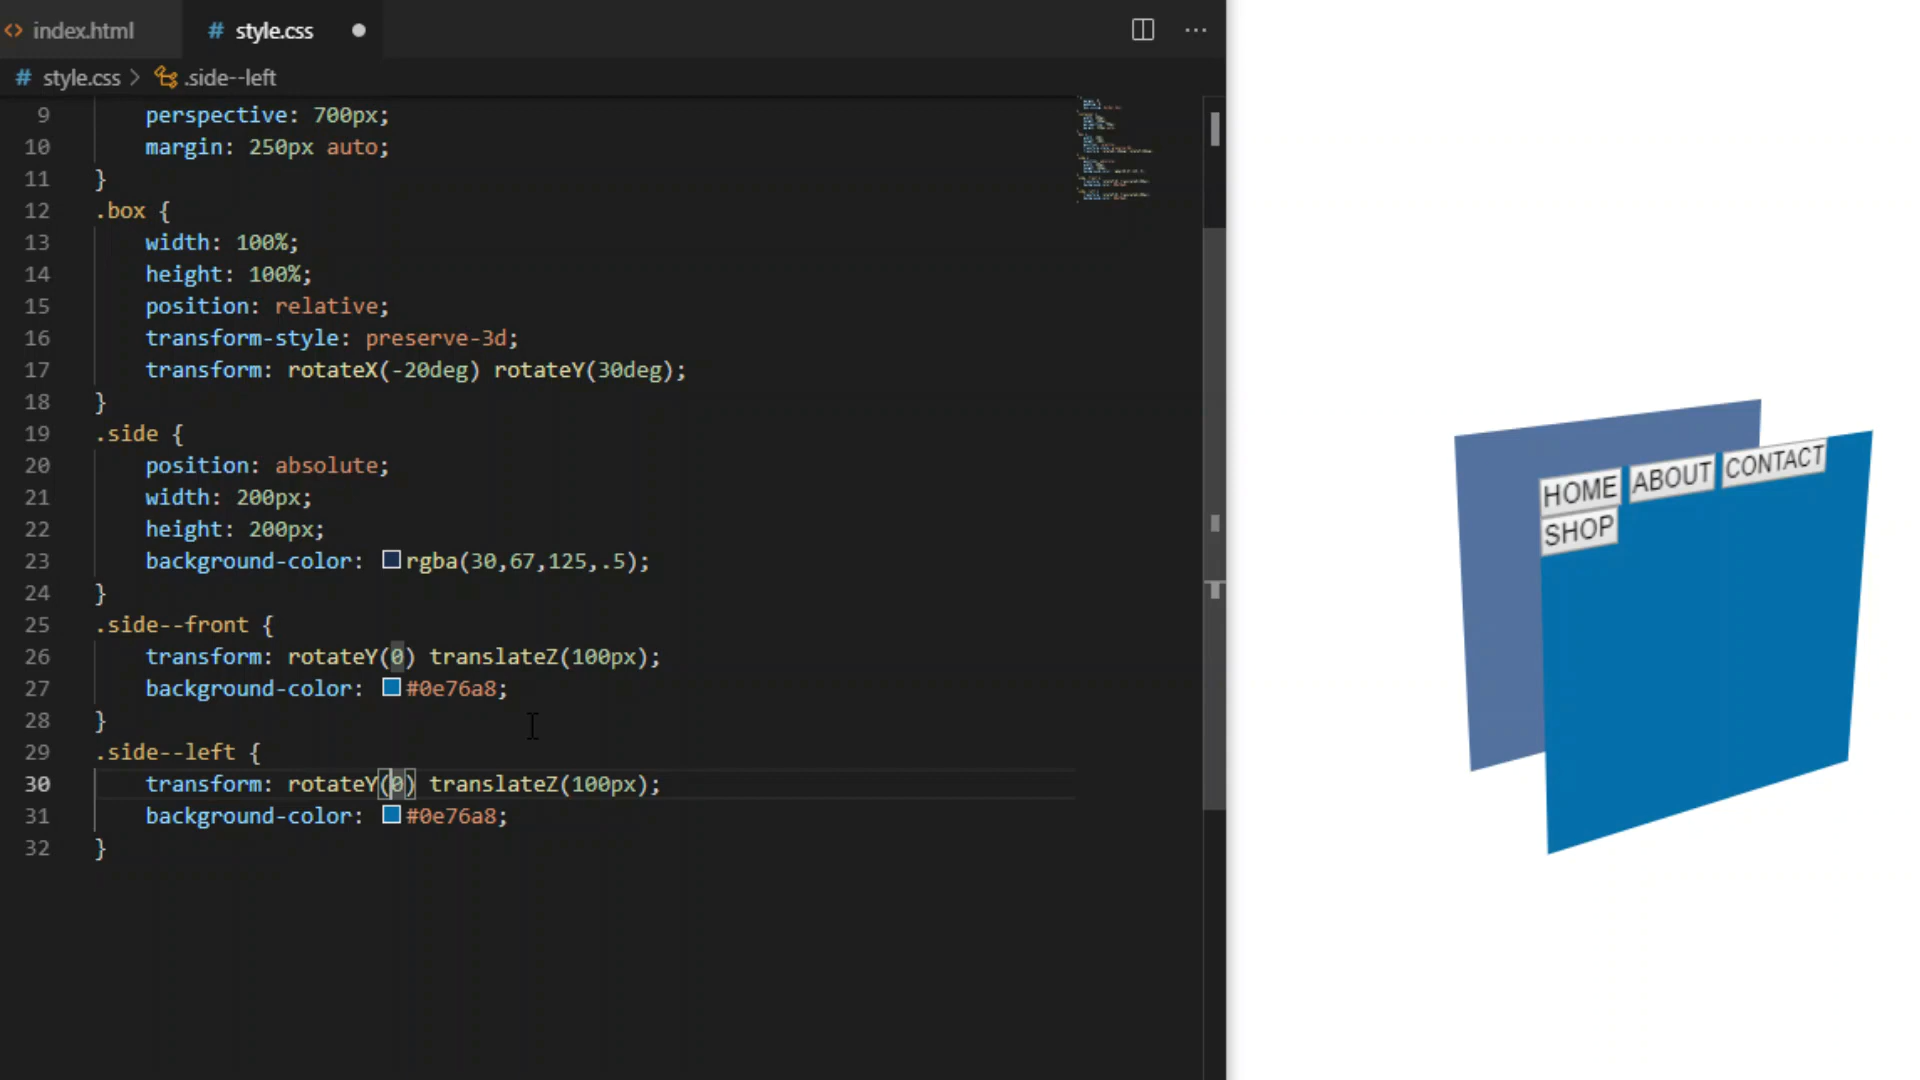 index.html
style.css
style.css > .side--left
9 perspective: 700px;
10 margin: 250px auto;
11 }
12 .box {
13 width: 100%;
14 height: 100%;
15 position: relative;
16 transform-style: preserve-3d;
17 transform: rotateX(-20deg) rotateY(30deg);
18 }
19 .side {
20 position: absolute;
21 width: 200px;
22 height: 200px;
23 background-color: rgba(30,67,125,.5);
24 }
25 .side--front {
26 transform: rotateY(0) translateZ(100px);
27 background-color: #0e76a8;
28 }
29 .side--left {
30 transform: rotateY(0) translateZ(100px);
31 background-color: #0e76a8;
32 }
HOME ABOUT CONTACT
SHOP